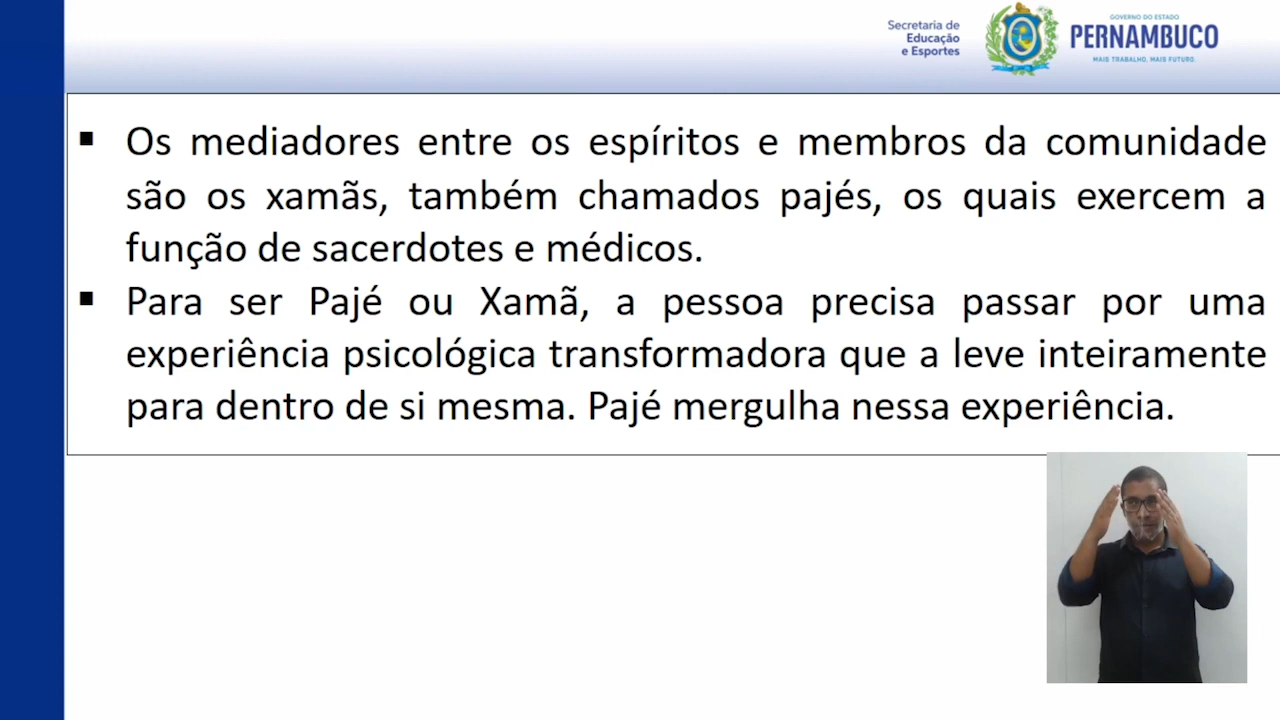 Secretaria de
Educação
e Esportes
GOVERNO DO ESTADO
PERNAMBUCO
MAIS TRABALHO, MAIS FUTURO.
▪ Os mediadores entre os espíritos e membros da comunidade
são os xamãs, também chamados pajés, os quais exercem a
função de sacerdotes e médicos.
▪ Para ser Pajé ou Xamã, a pessoa precisa passar por uma
experiência psicológica transformadora que a leve inteiramente
para dentro de si mesma. Pajé mergulha nessa experiência.